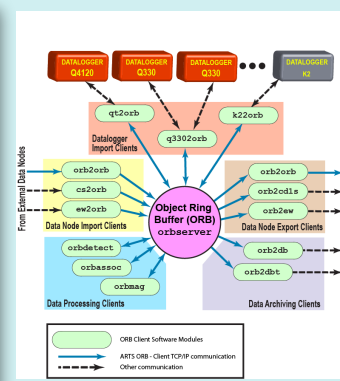 DATALOGGER
Q4120
DATALOGGER
Q330
DATALOGGER
Q330
DATALOGGER
K2
qt2orb
k22orb
q3302orb
Datalogger
Import Clients
From External Data Nodes
orb2orb
cs2orb
ew2orb
Data Node Import Clients
Object Ring
Buffer (ORB)
orbserver
orb2orb
orb2cdls
orb2ew
Data Node Export Clients
orbdetect
orbassoc
orbmag
Data Processing Clients
orb2db
orb2dbt
Data Archiving Clients
ORB Client Software Modules
ARTS ORB - Client TCP/IP communication
Other communication